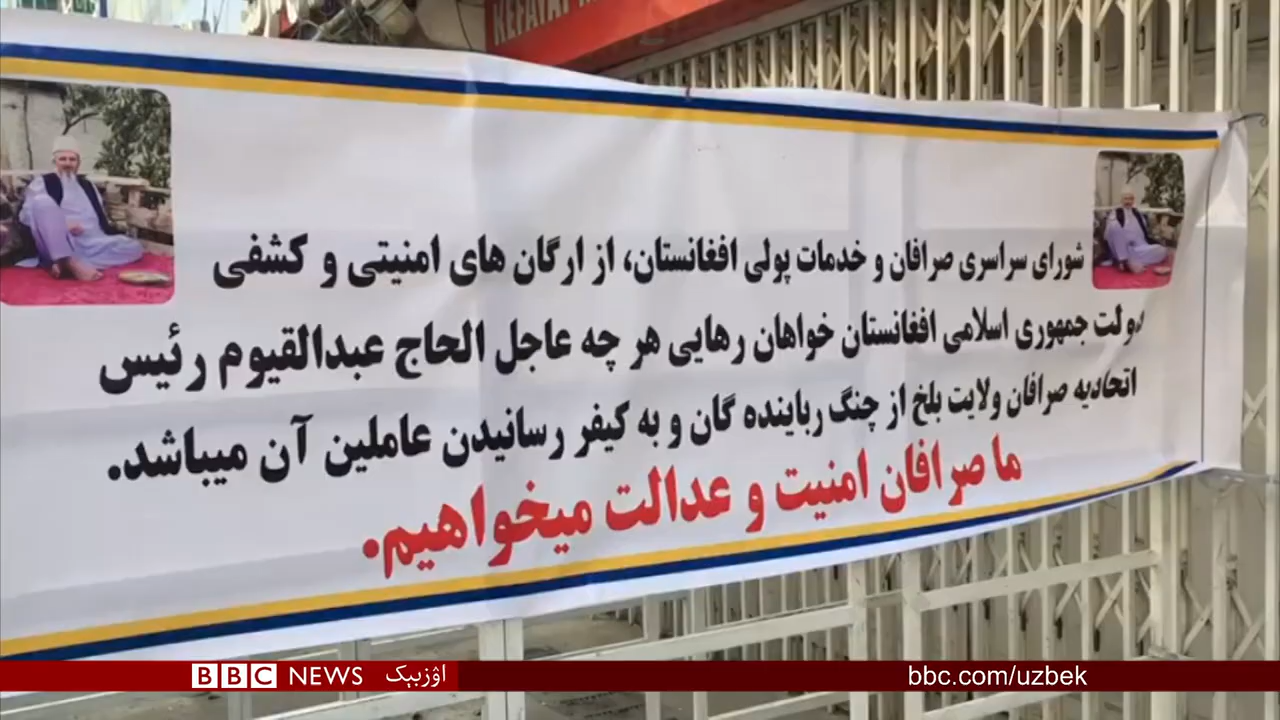 KEFAYAT
شورای سراسری صرافان و خدمات پولی افغانستان، از ارگان های امنیتی و کشفی
دولت جمهوری اسلامی افغانستان خواهان رهایی هر چه عاجل الحاج عبدالقیوم رئیس
اتحادیه صرافان ولایت بلخ از چنگ رباینده گان و به کیفر رسانیدن عاملین آن میباشد.
ما صرافان امنیت و عدالت میخواهیم.
BBC NEWS اۉزبېک
bbc.com/uzbek